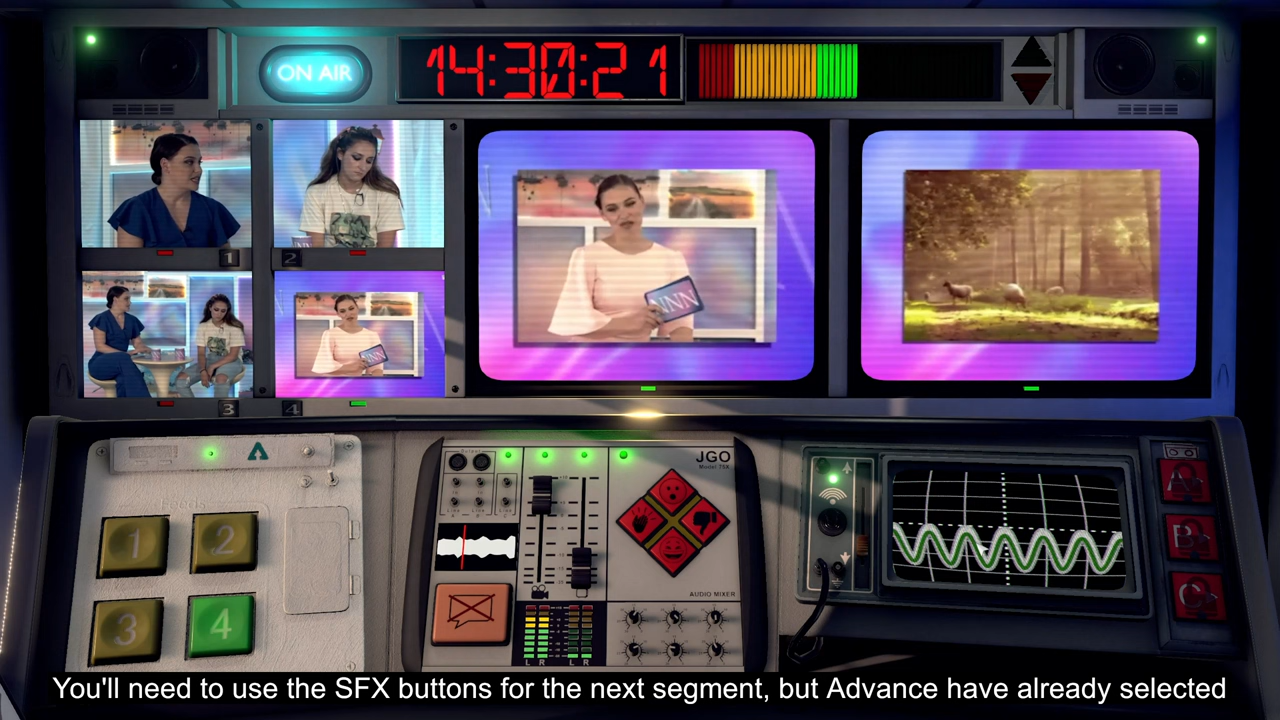 ON AIR
14:30:21
1
2
3
4
NNN
NNN
JGO
Model 75X
1
2
3
4
A
B
C
AUDIO MIXER
L R L R
You'll need to use the SFX buttons for the next segment, but Advance have already selected